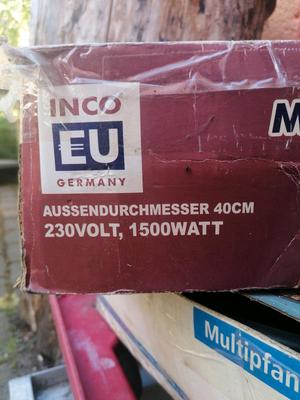 INCO
EU
GERMANY
M
AUSSENDURCHMESSER 40CM
230VOLT, 1500WATT
Multipfan